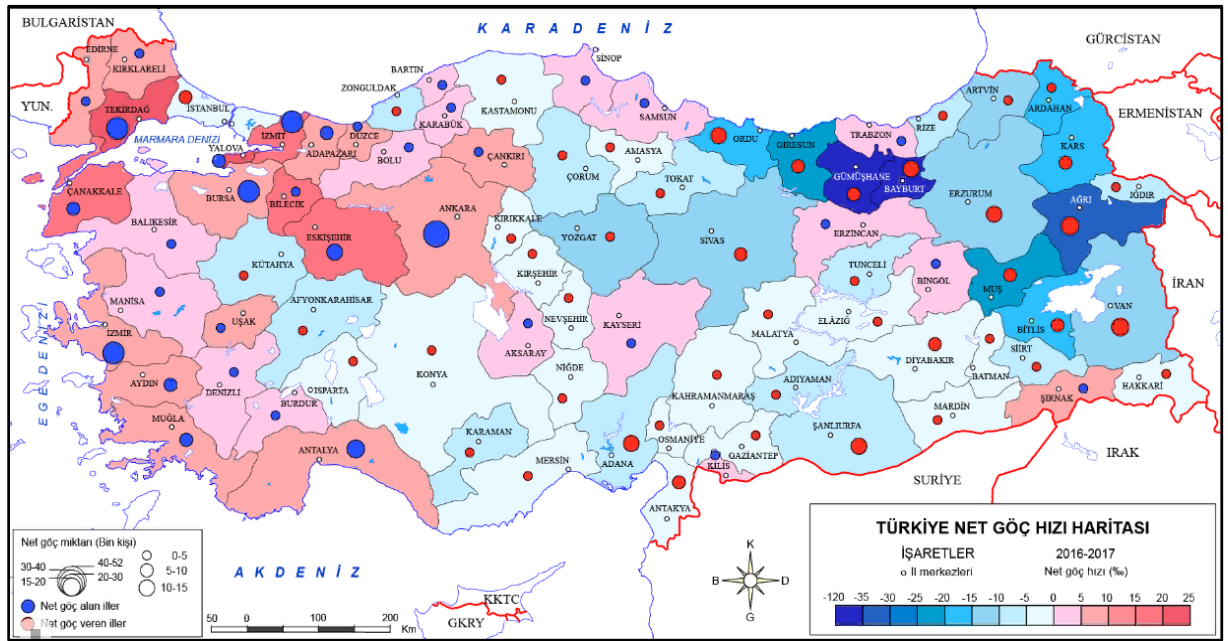 BULGARİSTAN
KARADENİZ
GÜRCİSTAN
SİNOP
EDİRNE
KIRKLARELİ
BARTIN
ZONGULDAK
KASTAMONU
ARTVİN
ARDAHAN
YUN.
TEKİRDAĞ
İSTANBUL
KARABÜK
SAMSUN
RİZE
ERMENİSTAN
MARMARA DENİZİ
İZMİT
DÜZCE
TRABZON
ORDU
GİRESUN
KARS
YALOVA
ADAPAZARI
BOLU
ÇANKIRI
AMASYA
ÇORUM
GÜMÜŞHANE
BAYBURT
TOKAT
ERZURUM
IĞDIR
ÇANAKKALE
BURSA
BİLECİK
ANKARA
AĞRI
BALIKESİR
ESKİŞEHİR
KIRIKKALE
YOZGAT
SİVAS
ERZİNCAN
KÜTAHYA
KIRŞEHİR
TUNCELİ
BİNGÖL
MUŞ
İRAN
MANİSA
AFYONKARAHİSAR
UŞAK
NEVŞEHİR
KAYSERİ
MALATYA
ELAZIĞ
BİTLİS
VAN
EGE DENİZİ
İZMİR
AKSARAY
SİİRT
AYDIN
DENİZLİ
ISPARTA
KONYA
NİĞDE
DİYABAKIR
BATMAN
BURDUR
ADIYAMAN
ŞIRNAK
HAKKARİ
KAHRAMANMARAŞ
MUĞLA
KARAMAN
MARDİN
ŞANLIURFA
ANTALYA
MERSİN
ADANA
OSMANİYE
GAZİANTEP
KİLİS
IRAK
SURİYE
ANTAKYA
AKDENİZ
KKTC
GKRY
Net göç miktarı (Bin kişi)
30-40
15-20
40-52
20-30
0-5
5-10
10-15
Net göç alan iller
Net göç veren iller
50 0 50 100 200
Km
K
B D
G
TÜRKİYE NET GÖÇ HIZI HARİTASI
İŞARETLER 2016-2017
İl merkezleri Net göç hızı (‰)
-120 -35 -30 -25 -20 -15 -10 -5 0 5 10 15 20 25